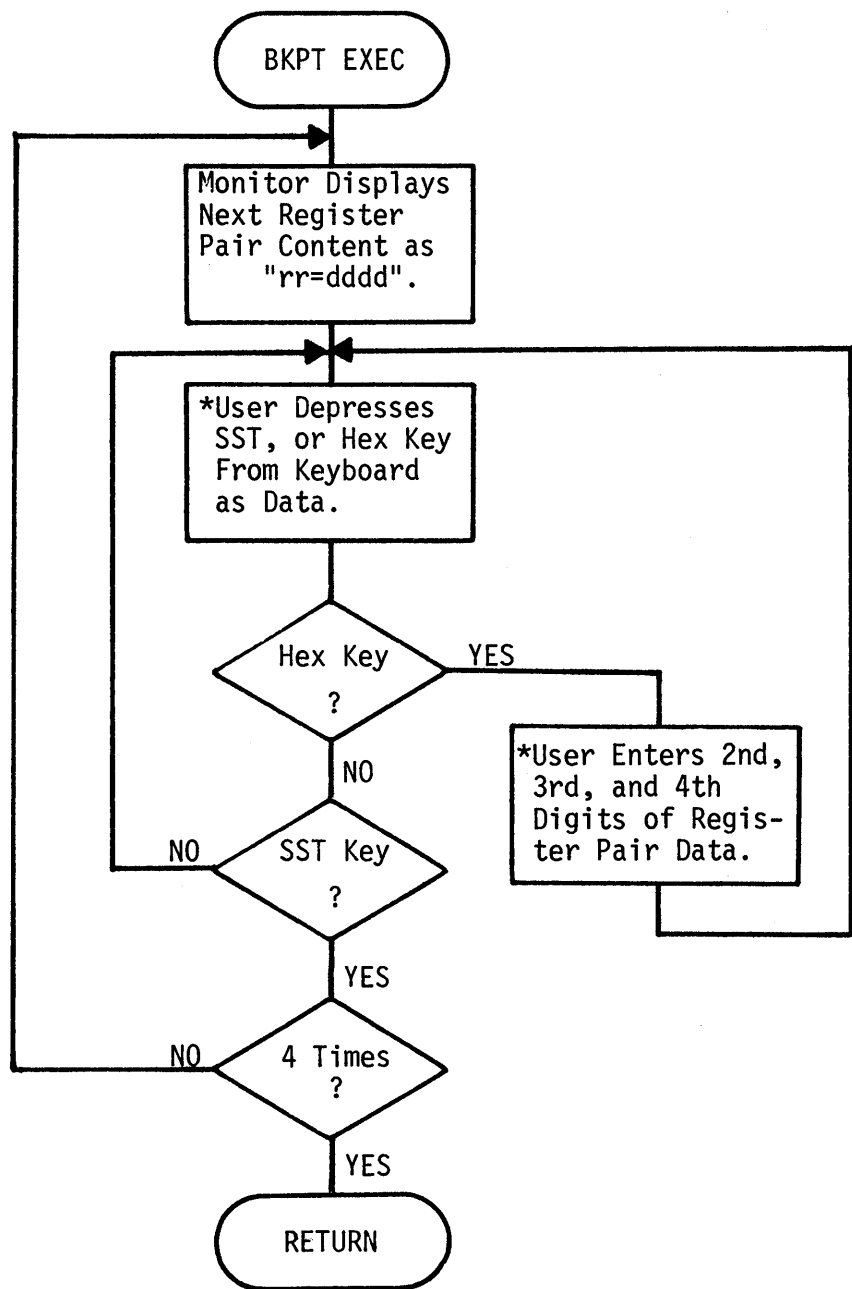 BKPT EXEC
Monitor Displays
Next Register
Pair Content as
"rr=dddd".
*User Depresses
SST, or Hex Key
From Keyboard
as Data.
Hex Key
?
YES
*User Enters 2nd,
3rd, and 4th
Digits of Regis-
ter Pair Data.
NO
SST Key
?
NO
YES
4 Times
?
NO
YES
RETURN